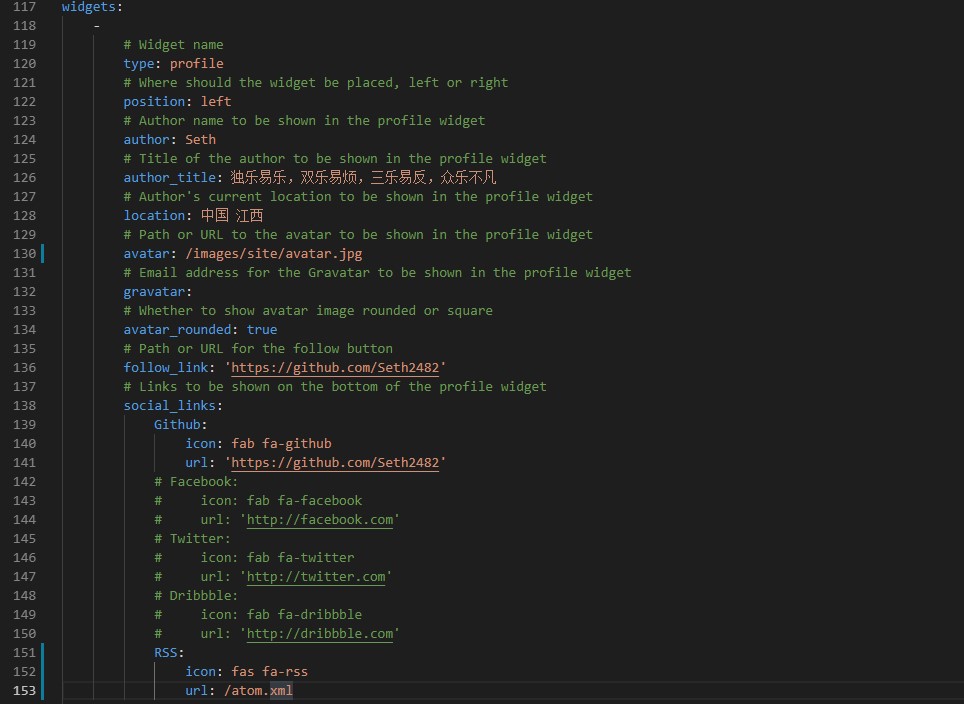 117 widgets:
118 -
119 # Widget name
120 type: profile
121 # Where should the widget be placed, left or right
122 position: left
123 # Author name to be shown in the profile widget
124 author: Seth
125 # Title of the author to be shown in the profile widget
126 author_title: 独乐易乐，双乐易烦，三乐易反，众乐不凡
127 # Author's current location to be shown in the profile widget
128 location: 中国 江西
129 # Path or URL to the avatar to be shown in the profile widget
130 avatar: /images/site/avatar.jpg
131 # Email address for the Gravatar to be shown in the profile widget
132 gravatar:
133 # Whether to show avatar image rounded or square
134 avatar_rounded: true
135 # Path or URL for the follow button
136 follow_link: 'https://github.com/Seth2482'
137 # Links to be shown on the bottom of the profile widget
138 social_links:
139 Github:
140 icon: fab fa-github
141 url: 'https://github.com/Seth2482'
142 # Facebook:
143 #     icon: fab fa-facebook
144 #     url: 'http://facebook.com'
145 # Twitter:
146 #     icon: fab fa-twitter
147 #     url: 'http://twitter.com'
148 # Dribbble:
149 #     icon: fab fa-dribbble
150 #     url: 'http://dribbble.com'
151 RSS:
152 icon: fas fa-rss
153 url: /atom.xml